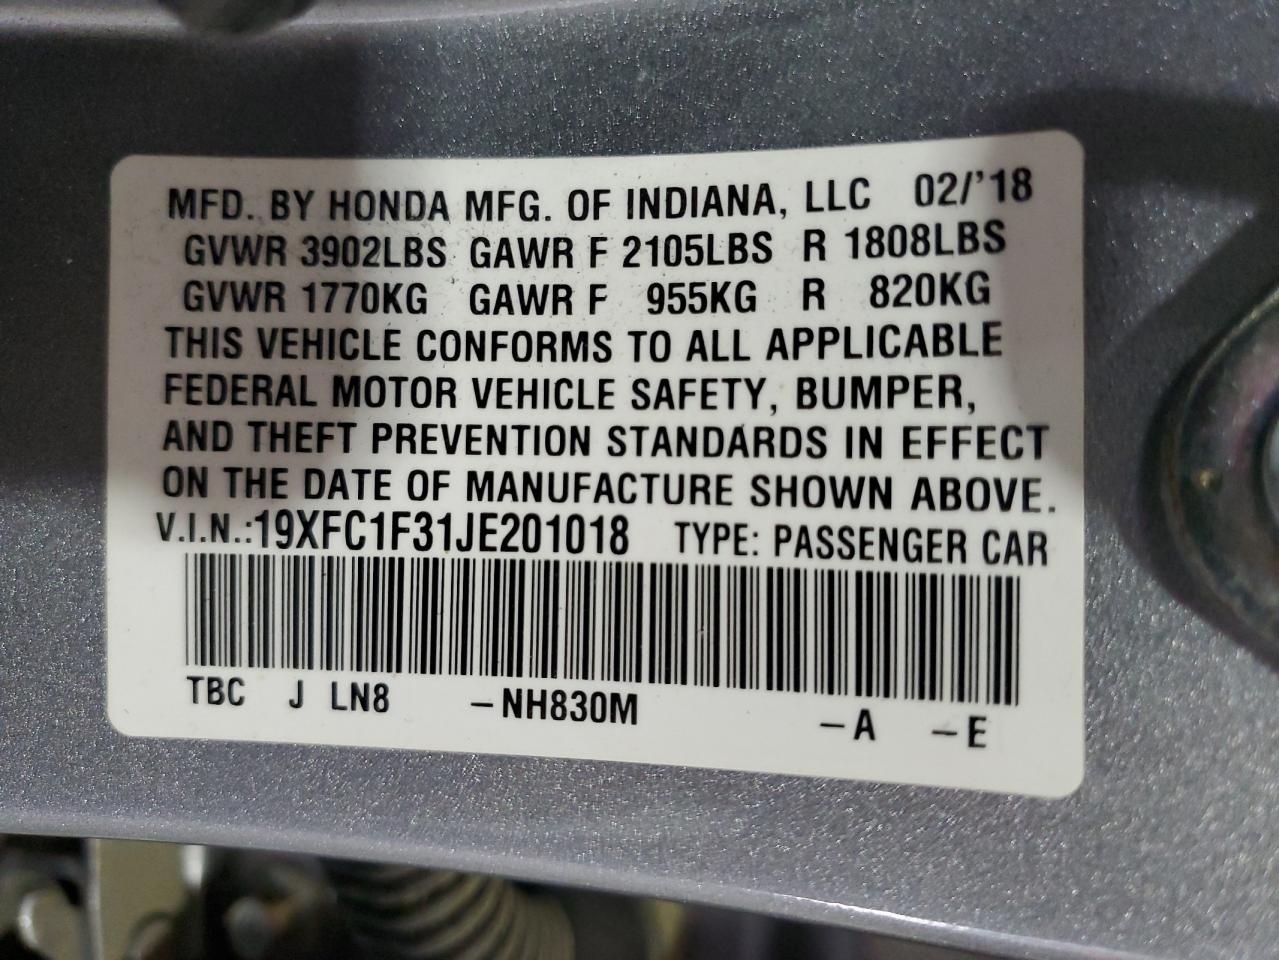 MFD. BY HONDA MFG. OF INDIANA, LLC 02/'18
GVWR 3902LBS GAWR F 2105LBS R 1808LBS
GVWR 1770KG GAWR F 955KG R 820KG
THIS VEHICLE CONFORMS TO ALL APPLICABLE
FEDERAL MOTOR VEHICLE SAFETY, BUMPER,
AND THEFT PREVENTION STANDARDS IN EFFECT
ON THE DATE OF MANUFACTURE SHOWN ABOVE.
V.I.N.:19XFC1F31JE201018 TYPE: PASSENGER CAR
TBC J LN8 –NH830M –A –E